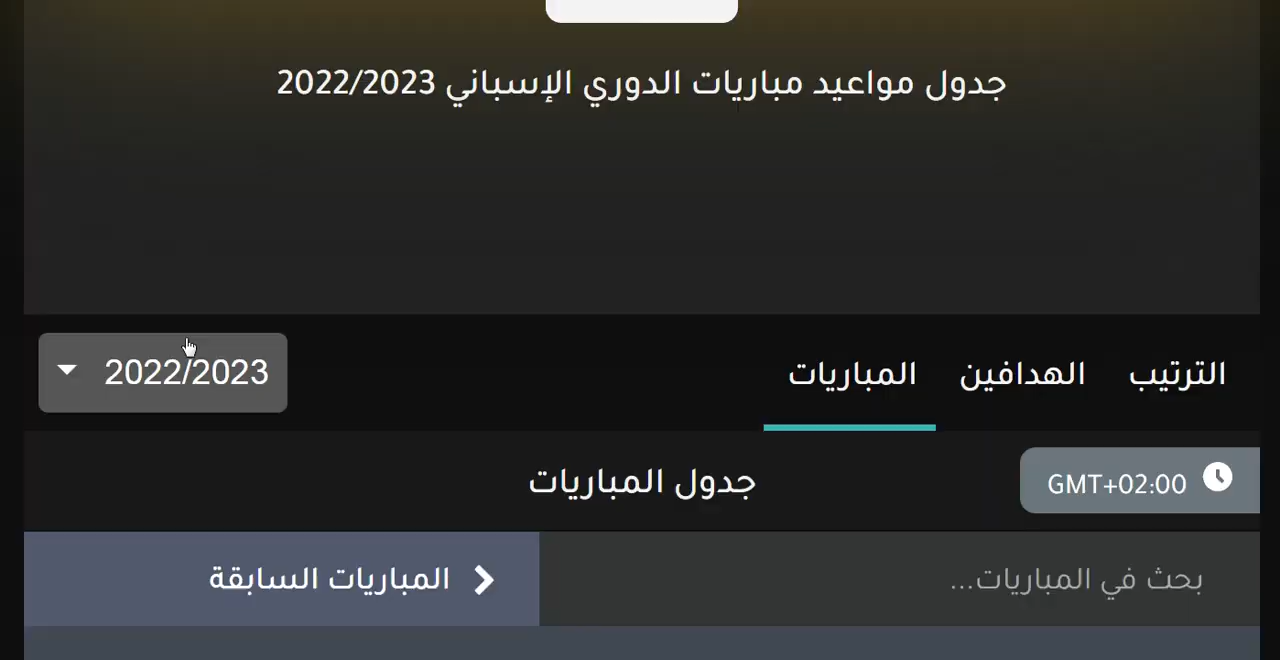 جدول مواعيد مباريات الدوري الإسباني 2022/2023
الترتيب الهدافين المباريات 2022/2023
GMT+02:00 جدول المباريات
بحث في المباريات... المباريات السابقة